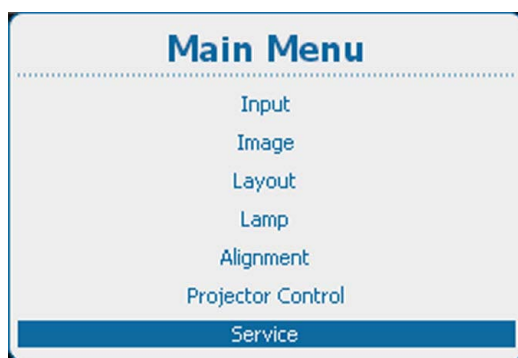 Main Menu
Input
Image
Layout
Lamp
Alignment
Projector Control
Service